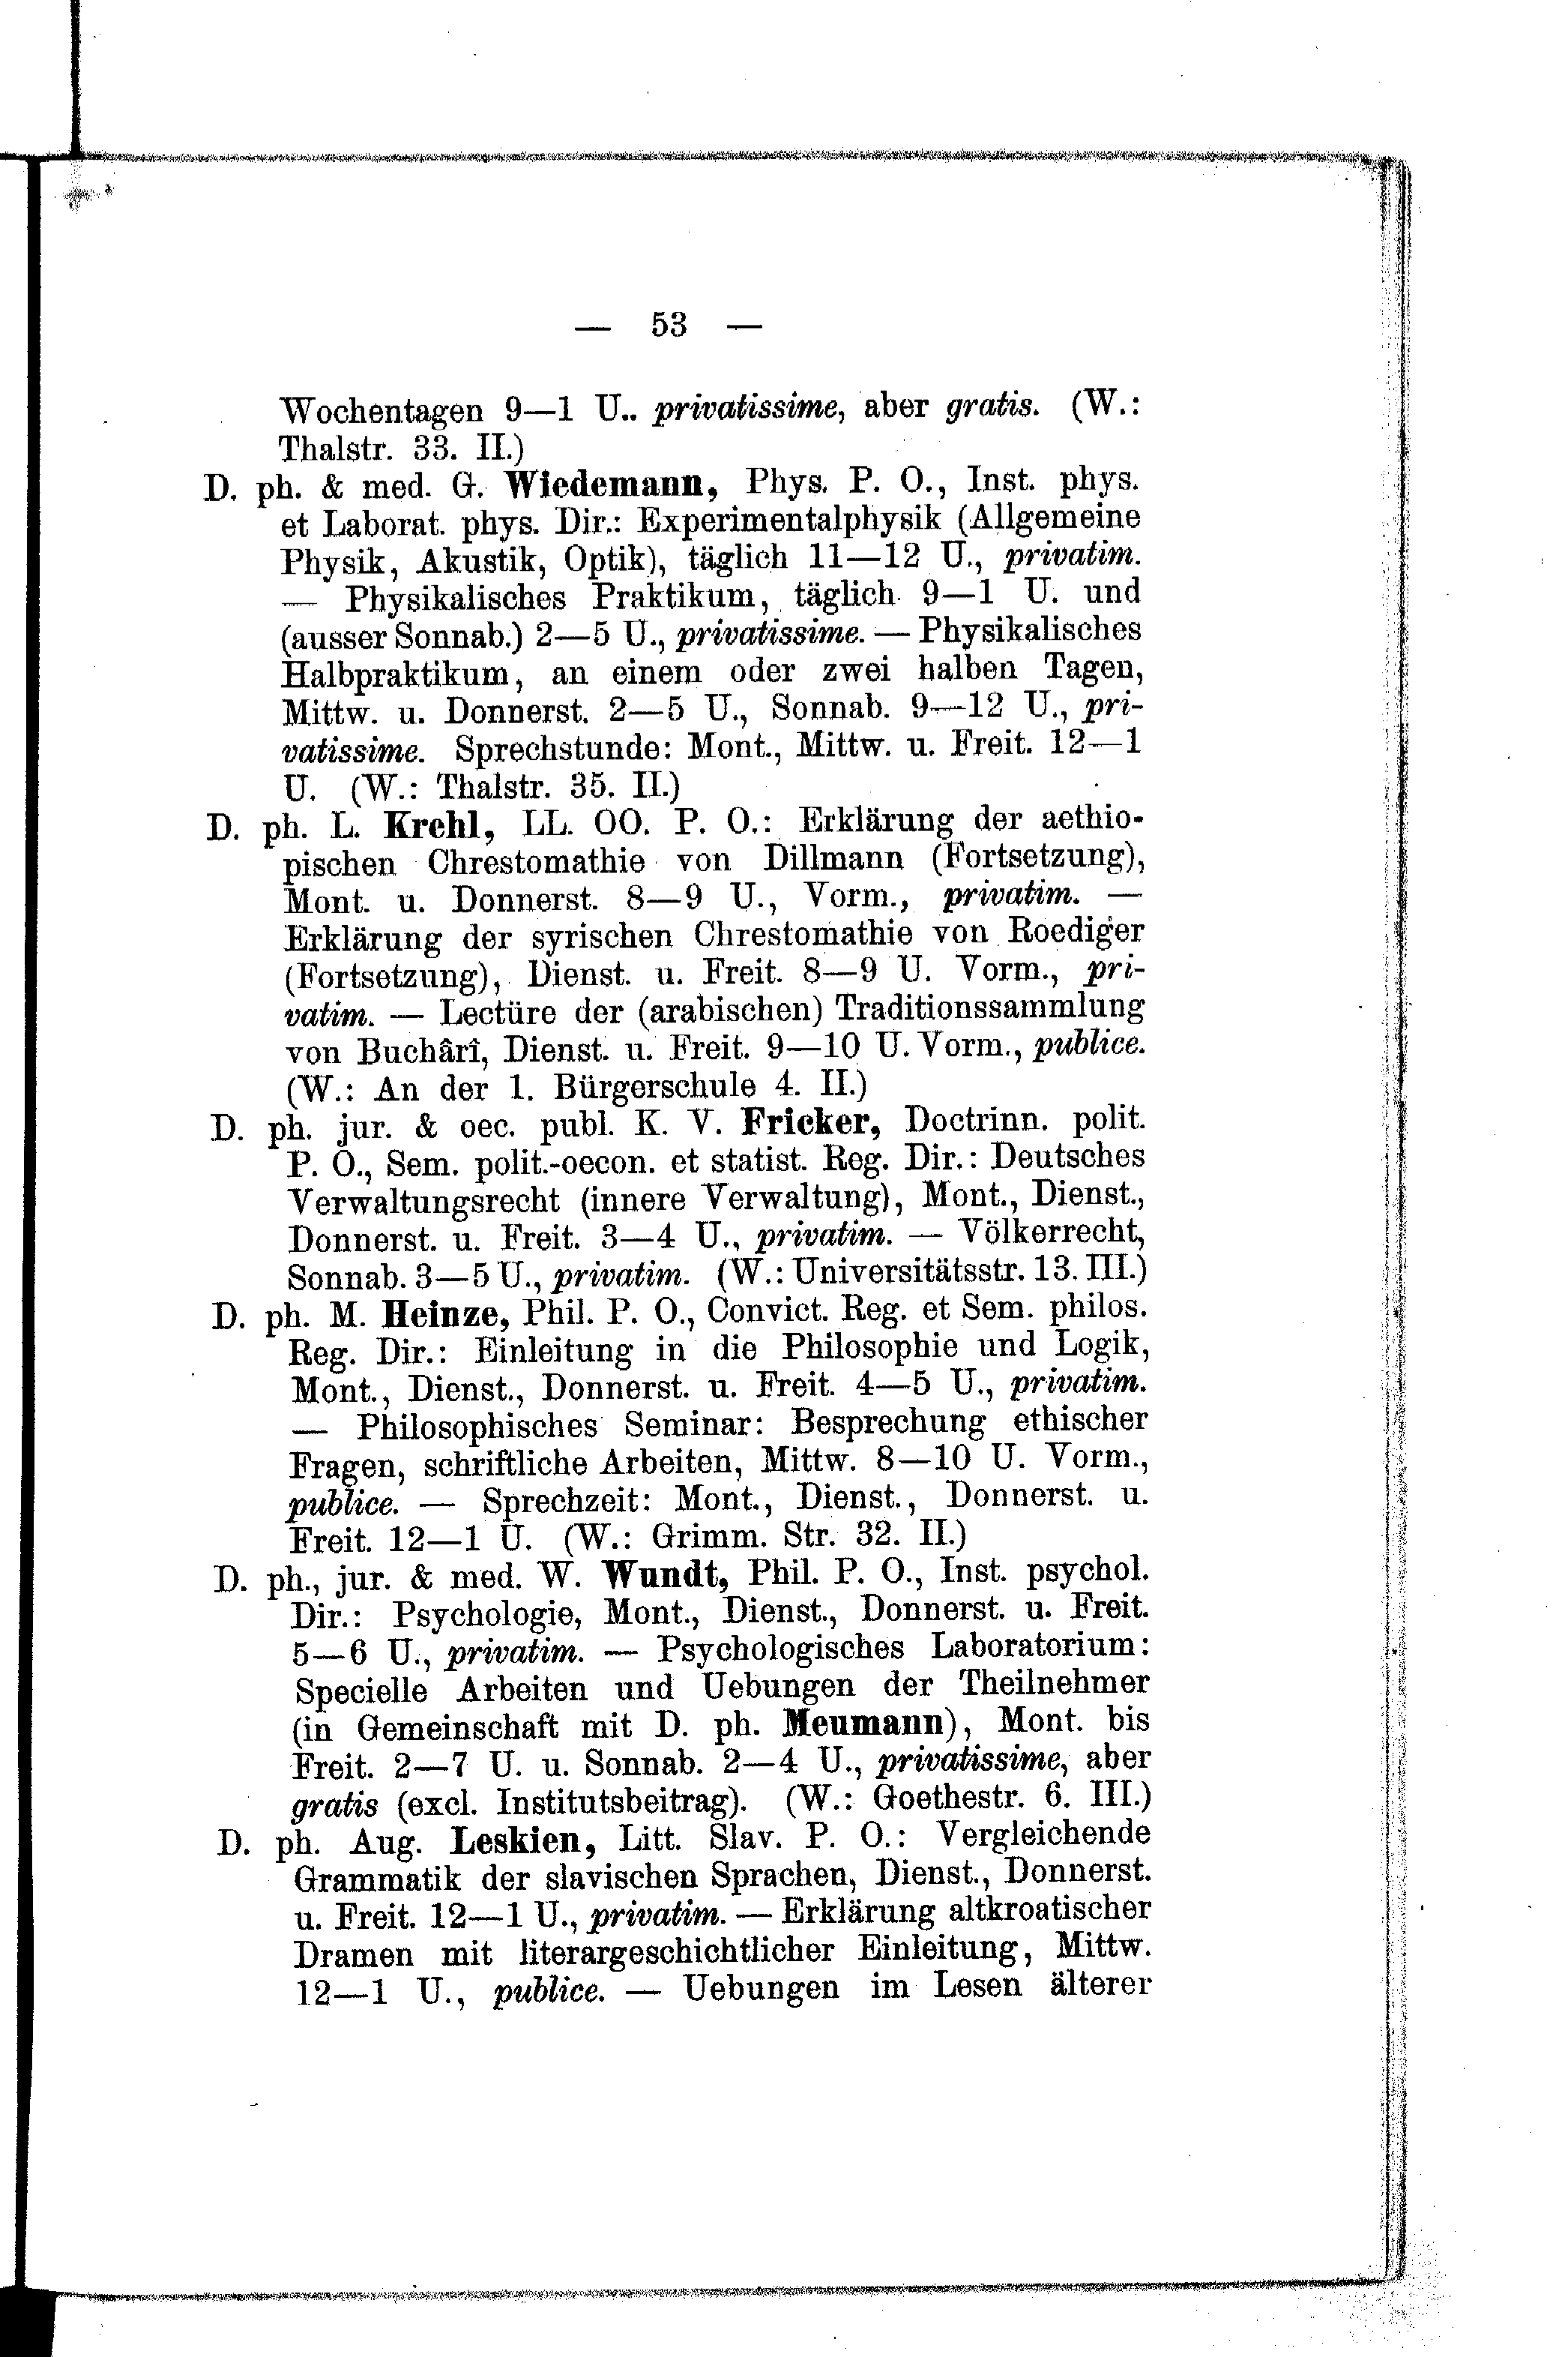 — 53 —
Wochentagen 9—1 U.. privatissime, aber gratis. (W.:
Thalstr. 33. II.)
D. ph. & med. G. Wiedemann, Phys. P. O., Inst. phys.
et Laborat. phys. Dir.: Experimentalphysik (Allgemeine
Physik, Akustik, Optik), täglich 11—12 U., privatim.
— Physikalisches Praktikum, täglich 9—1 U. und
(ausser Sonnab.) 2—5 U., privatissime. — Physikalisches
Halbpraktikum, an einem oder zwei halben Tagen,
Mittw. u. Donnerst. 2—5 U., Sonnab. 9—12 U., pri-
vatissime. Sprechstunde: Mont., Mittw. u. Freit. 12—1
U. (W.: Thalstr. 35. II.)
D. ph. L. Krehl, LL. OO. P. O.: Erklärung der aethio-
pischen Chrestomathie von Dillmann (Fortsetzung),
Mont. u. Donnerst. 8—9 U., Vorm., privatim. —
Erklärung der syrischen Chrestomathie von Roediger
(Fortsetzung), Dienst. u. Freit. 8—9 U. Vorm., pri-
vatim. — Lectüre der (arabischen) Traditionssammlung
von Buchârî, Dienst. u. Freit. 9—10 U. Vorm., publice.
(W.: An der 1. Bürgerschule 4. II.)
D. ph. jur. & oec. publ. K. V. Fricker, Doctrinn. polit.
P. O., Sem. polit.-oecon. et statist. Reg. Dir.: Deutsches
Verwaltungsrecht (innere Verwaltung), Mont., Dienst.,
Donnerst. u. Freit. 3—4 U., privatim. — Völkerrecht,
Sonnab. 3—5 U., privatim. (W.: Universitätsstr. 13. III.)
D. ph. M. Heinze, Phil. P. O., Convict. Reg. et Sem. philos.
Reg. Dir.: Einleitung in die Philosophie und Logik,
Mont., Dienst., Donnerst. u. Freit. 4—5 U., privatim.
— Philosophisches Seminar: Besprechung ethischer
Fragen, schriftliche Arbeiten, Mittw. 8—10 U. Vorm.,
publice. — Sprechzeit: Mont., Dienst., Donnerst. u.
Freit. 12—1 U. (W.: Grimm. Str. 32. II.)
D. ph., jur. & med. W. Wundt, Phil. P. O., Inst. psychol.
Dir.: Psychologie, Mont., Dienst., Donnerst. u. Freit.
5—6 U., privatim. — Psychologisches Laboratorium:
Specielle Arbeiten und Uebungen der Theilnehmer
(in Gemeinschaft mit D. ph. Meumann), Mont. bis
Freit. 2—7 U. u. Sonnab. 2—4 U., privatissime, aber
gratis (excl. Institutsbeitrag). (W.: Goethestr. 6. III.)
D. ph. Aug. Leskien, Litt. Slav. P. O.: Vergleichende
Grammatik der slavischen Sprachen, Dienst., Donnerst.
u. Freit. 12—1 U., privatim. — Erklärung altkroatischer
Dramen mit literargeschichtlicher Einleitung, Mittw.
12—1 U., publice. — Uebungen im Lesen älterer